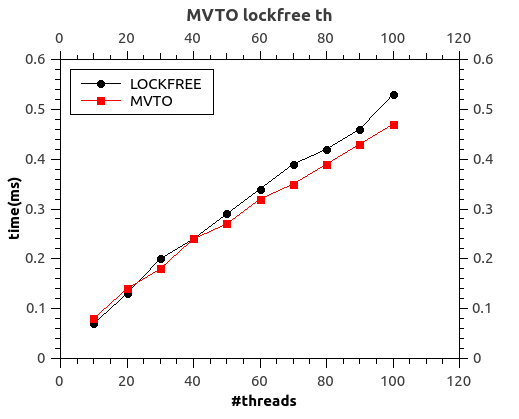 MVTO lockfree th
0 20 40 60 80 100 120
0.6 0.6
LOCKFREE
MVTO
0.5 0.5
0.4 0.4
0.3 0.3
time(ms)
0.2 0.2
0.1 0.1
0 0
0 20 40 60 80 100 120
#threads